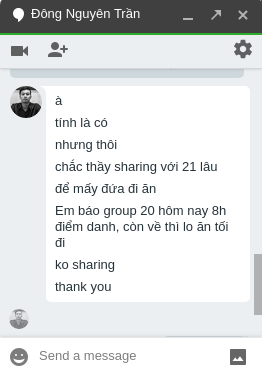 Đông Nguyên Trần
à
tính là có
nhưng thôi
chắc thầy sharing với 21 lâu
để mấy đứa đi ăn
Em báo group 20 hôm nay 8h
điểm danh, còn về thì lo ăn tối
đi
ko sharing
thank you
Send a message